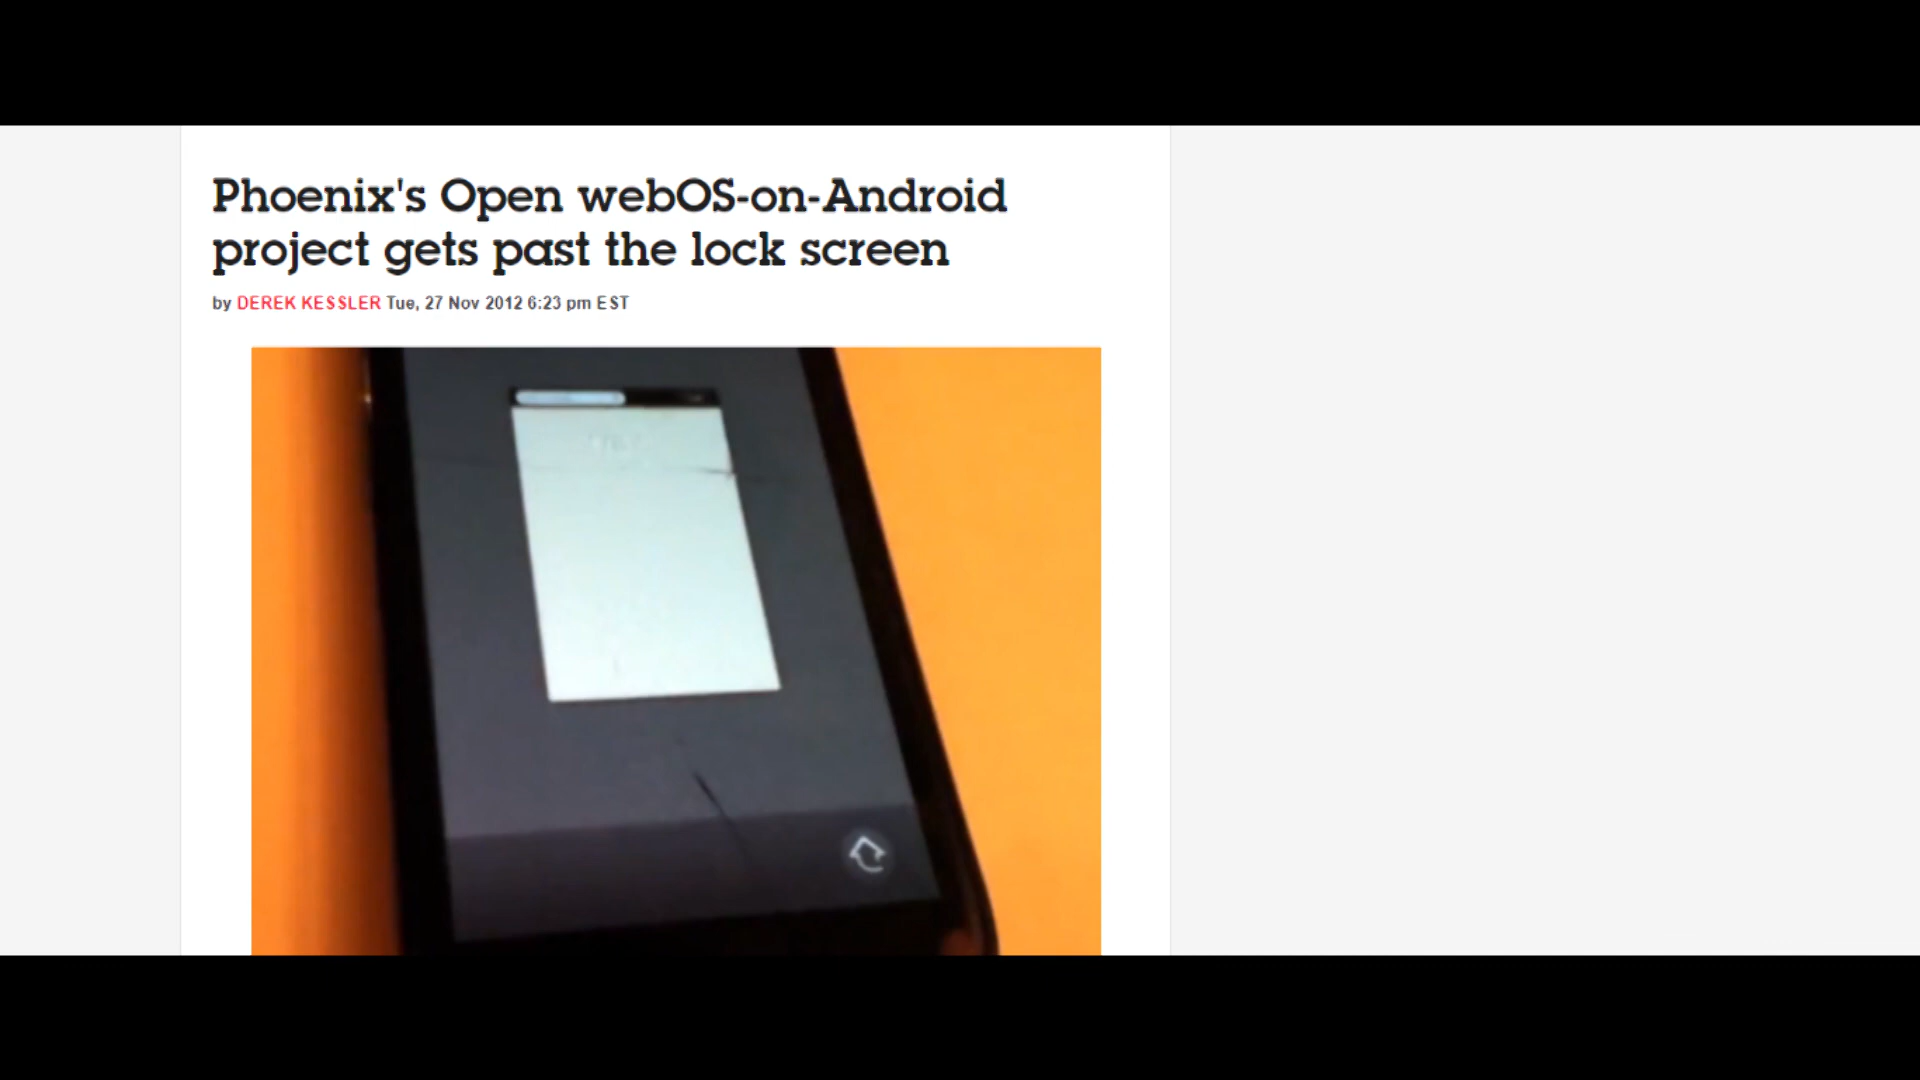 Phoenix's Open webOS-on-Android
project gets past the lock screen
by DEREK KESSLER Tue, 27 Nov 2012 6:23 pm EST